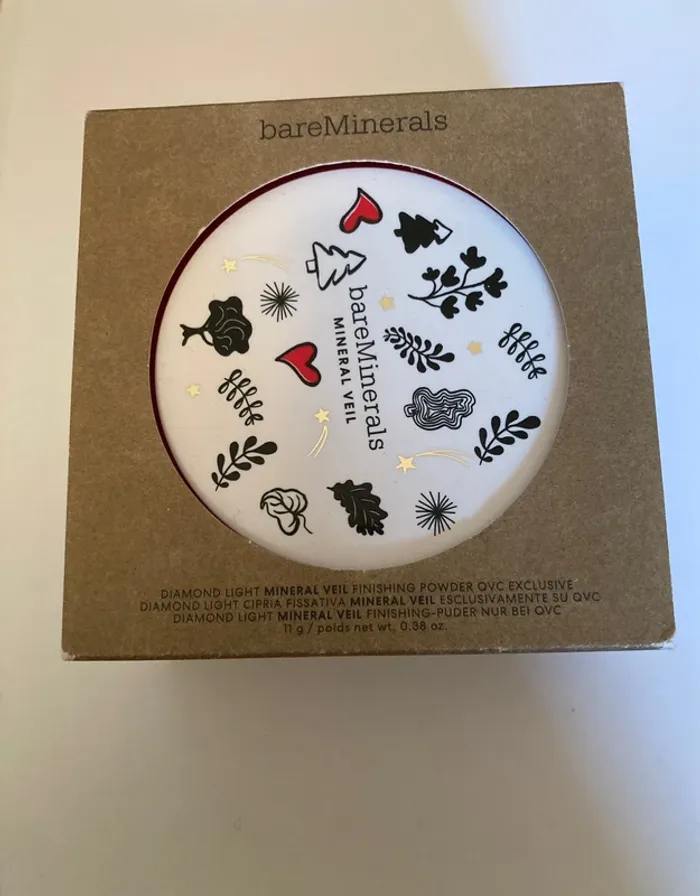 bareMinerals
bareMinerals
MINERAL VEIL
DIAMOND LIGHT MINERAL VEIL FINISHING POWDER QVC EXCLUSIVE
DIAMOND LIGHT CIPRIA FISSATIVA MINERAL VEIL ESCLUSIVAMENTE SU QVC
DIAMOND LIGHT MINERAL VEIL FINISHING-PUDER NUR BEI QVC
11 g / poids net wt. 0.38 oz.